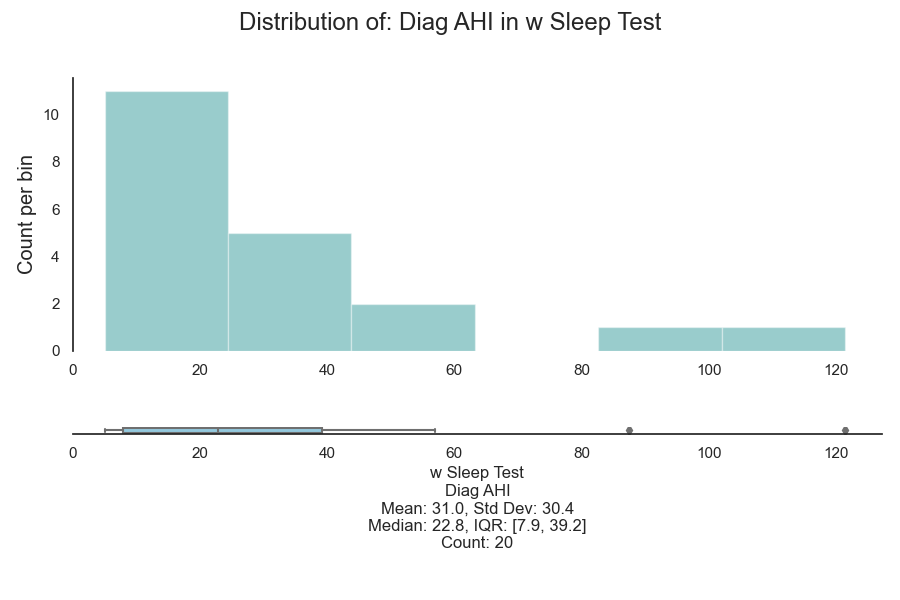 Distribution of: Diag AHI in w Sleep Test
Count per bin
10
8
6
4
2
0
0 20 40 60 80 100 120
0 20 40 60 80 100 120
w Sleep Test
Diag AHI
Mean: 31.0, Std Dev: 30.4
Median: 22.8, IQR: [7.9, 39.2]
Count: 20